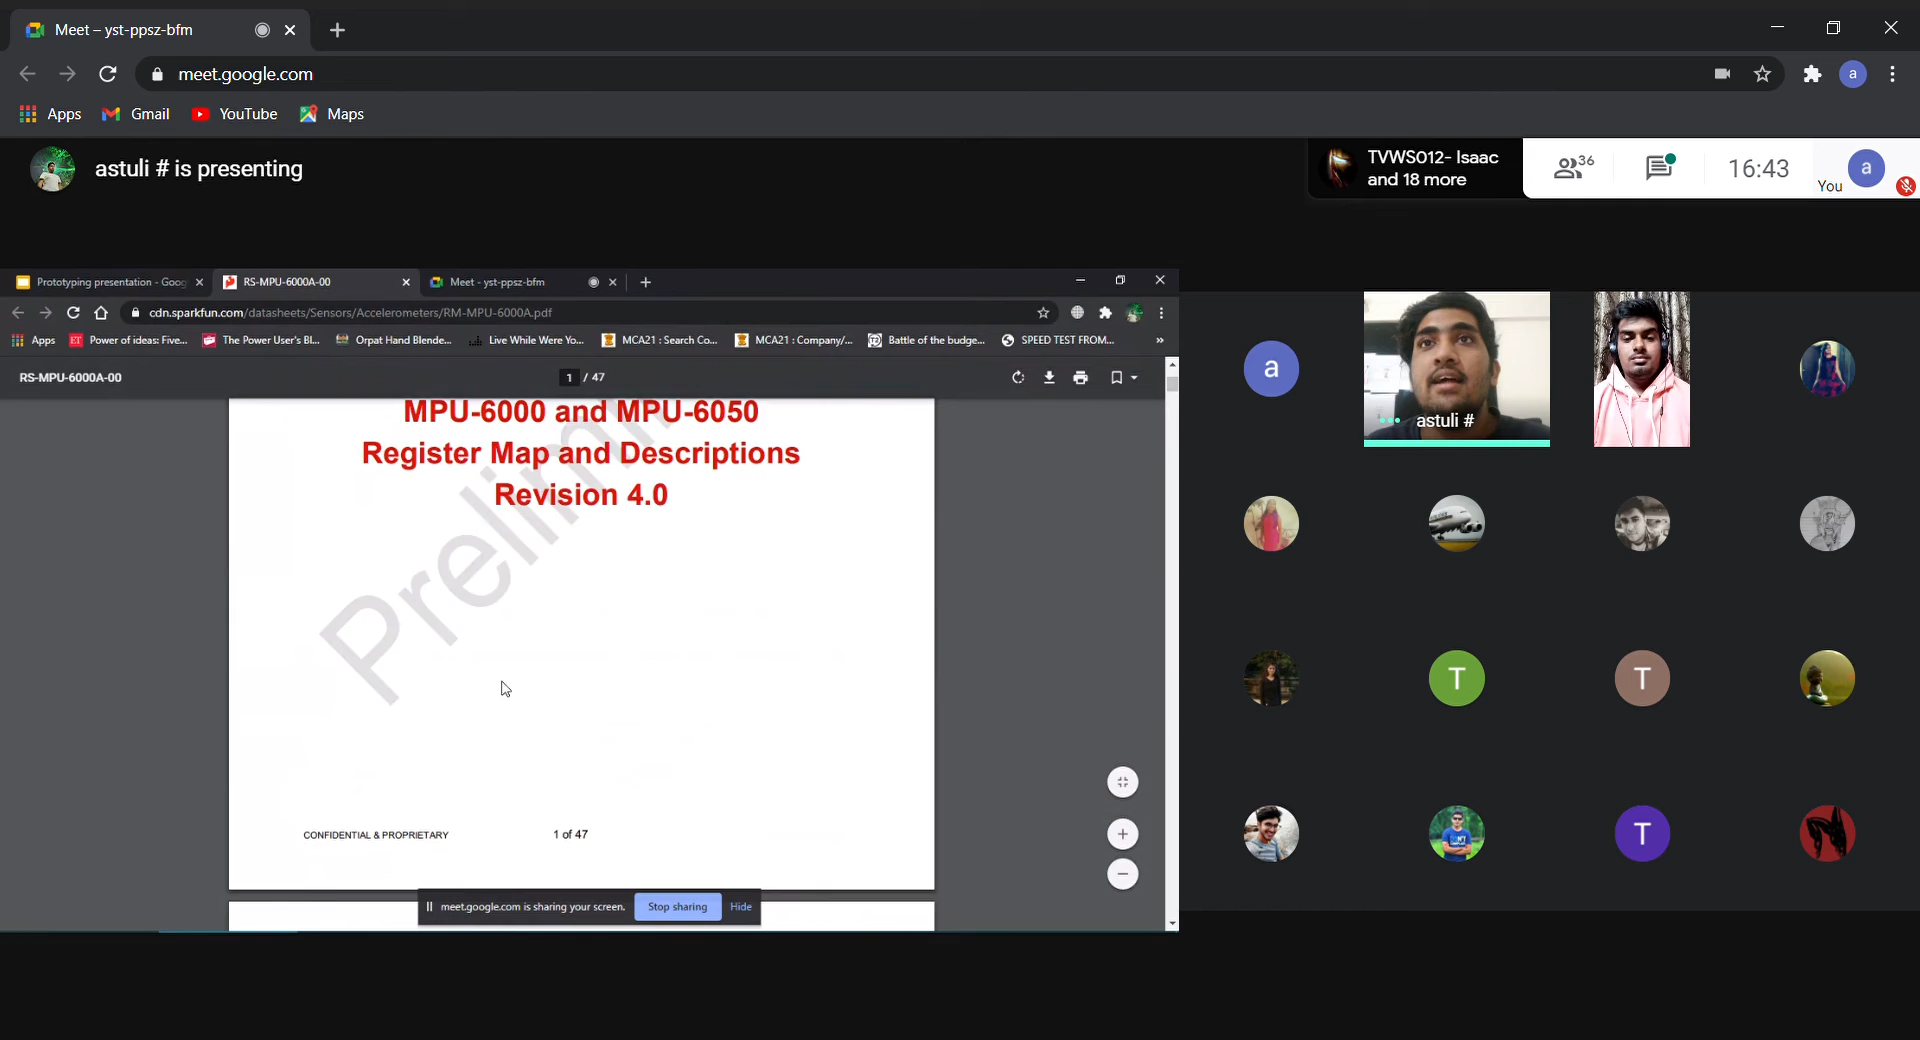 Meet – yst-ppsz-bfm
meet.google.com
Apps Gmail YouTube Maps
astuli # is presenting
TVWS012- Isaac
and 18 more
36
16:43
You
a
Prototyping presentation - Goog
RS-MPU-6000A-00
Meet - yst-ppsz-bfm
cdn.sparkfun.com/datasheets/Sensors/Accelerometers/RM-MPU-6000A.pdf
Apps ET Power of ideas: Five... The Power User's Bl... Orpat Hand Blende... Live While Were Yo... MCA21 : Search Co... MCA21 : Company/... Battle of the budge... SPEED TEST FROM... »
RS-MPU-6000A-00
1 / 47
MPU-6000 and MPU-6050
Register Map and Descriptions
Revision 4.0
Prelimi
CONFIDENTIAL & PROPRIETARY
1 of 47
meet.google.com is sharing your screen. Stop sharing Hide
a
astuli #
T
T
T